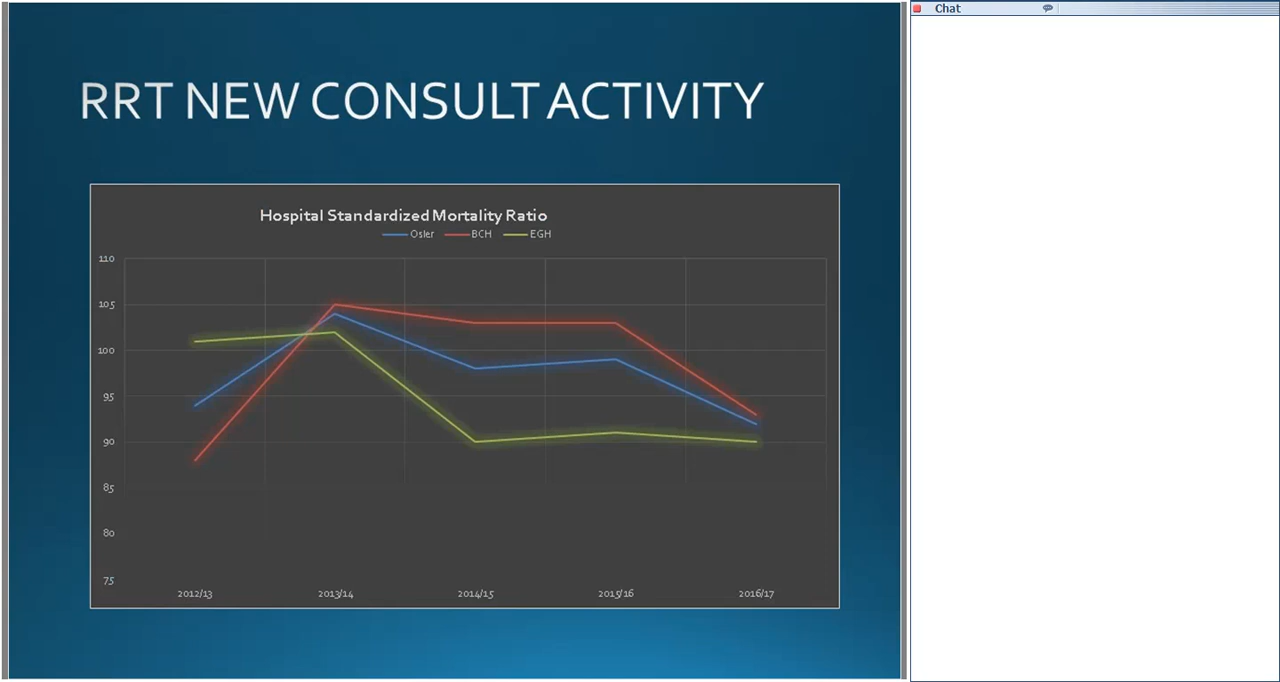 RRT NEW CONSULT ACTIVITY
Hospital Standardized Mortality Ratio
Osler BCH EGH
110
105
100
95
90
85
80
75
2012/13 2013/14 2014/15 2015/16 2016/17
Chat